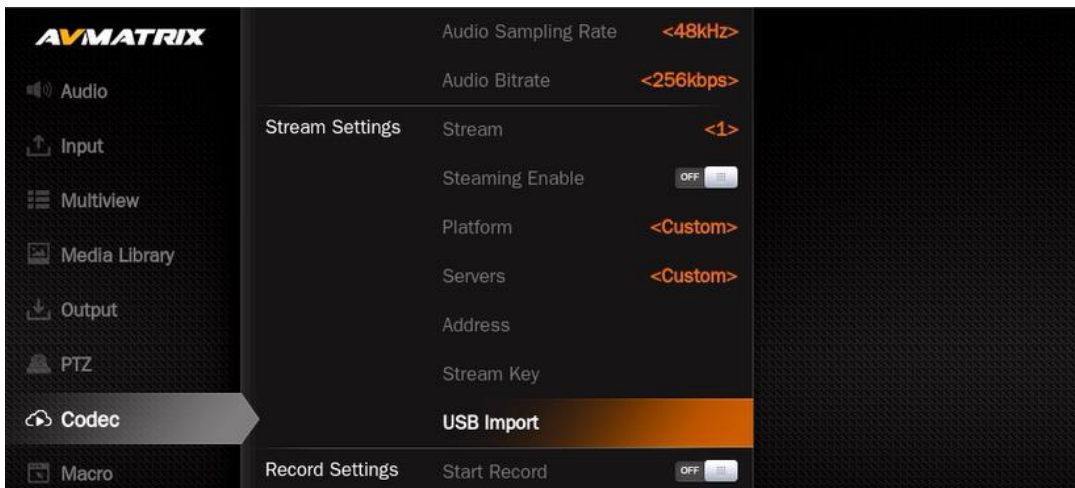 AVMATRIX
Audio
Input
Multiview
Media Library
Output
PTZ
Codec
Macro
Audio Sampling Rate <48kHz>
Audio Bitrate <256kbps>
Stream Settings Stream <1>
Steaming Enable OFF
Platform <Custom>
Servers <Custom>
Address
Stream Key
USB Import
Record Settings Start Record OFF